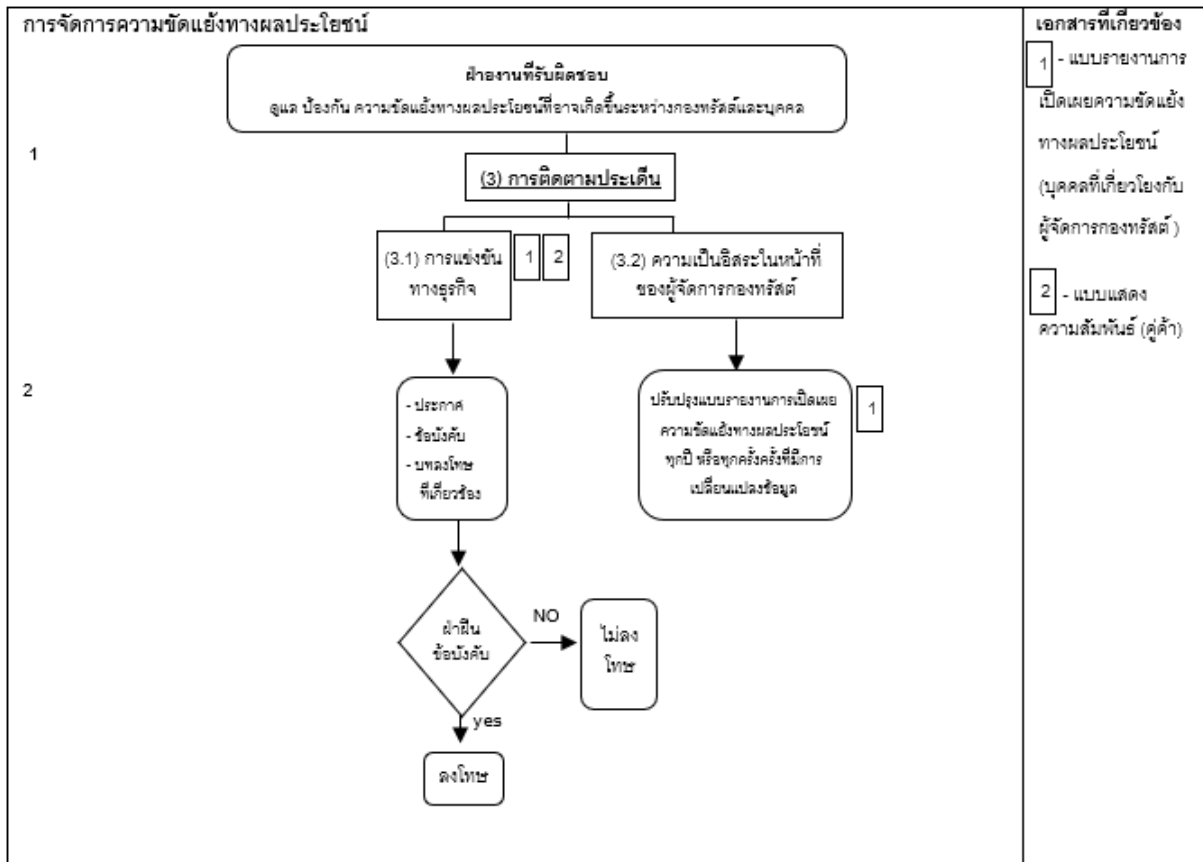 การจัดการความขัดแย้งทางผลประโยชน์
ฝ่ายงานที่รับผิดชอบ
ดูแล ป้องกัน ความขัดแย้งทางผลประโยชน์ที่อาจเกิดขึ้นระหว่างกองทรัสต์และบุคคล
1
(3) การติดตามประเด็น
(3.1) การแข่งขัน
ทางธุรกิจ
1
2
(3.2) ความเป็นอิสระในหน้าที่
ของผู้จัดการกองทรัสต์
2
- ประกาศ
- ข้อบังคับ
- บทลงโทษ
ที่เกี่ยวข้อง
ปรับปรุงแบบรายงานการเปิดเผย
ความขัดแย้งทางผลประโยชน์
ทุกปี หรือทุกครั้งครั้งที่มีการ
เปลี่ยนแปลงข้อมูล
1
ฝ่าฝืน
ข้อบังคับ
NO
ไม่ลง
โทษ
yes
ลงโทษ
เอกสารที่เกี่ยวข้อง
1 - แบบรายงานการ
เปิดเผยความขัดแย้ง
ทางผลประโยชน์
(บุคคลที่เกี่ยวโยงกับ
ผู้จัดการกองทรัสต์ )
2 - แบบแสดง
ความสัมพันธ์ (คู่ค้า)